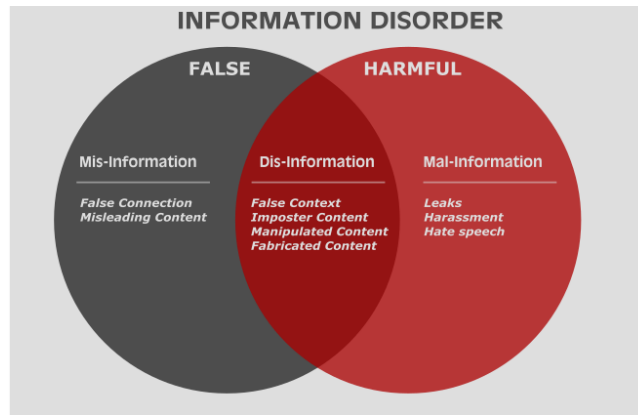 INFORMATION DISORDER
FALSE
HARMFUL
Mis-Information
False Connection
Misleading Content
Dis-Information
False Context
Imposter Content
Manipulated Content
Fabricated Content
Mal-Information
Leaks
Harassment
Hate speech